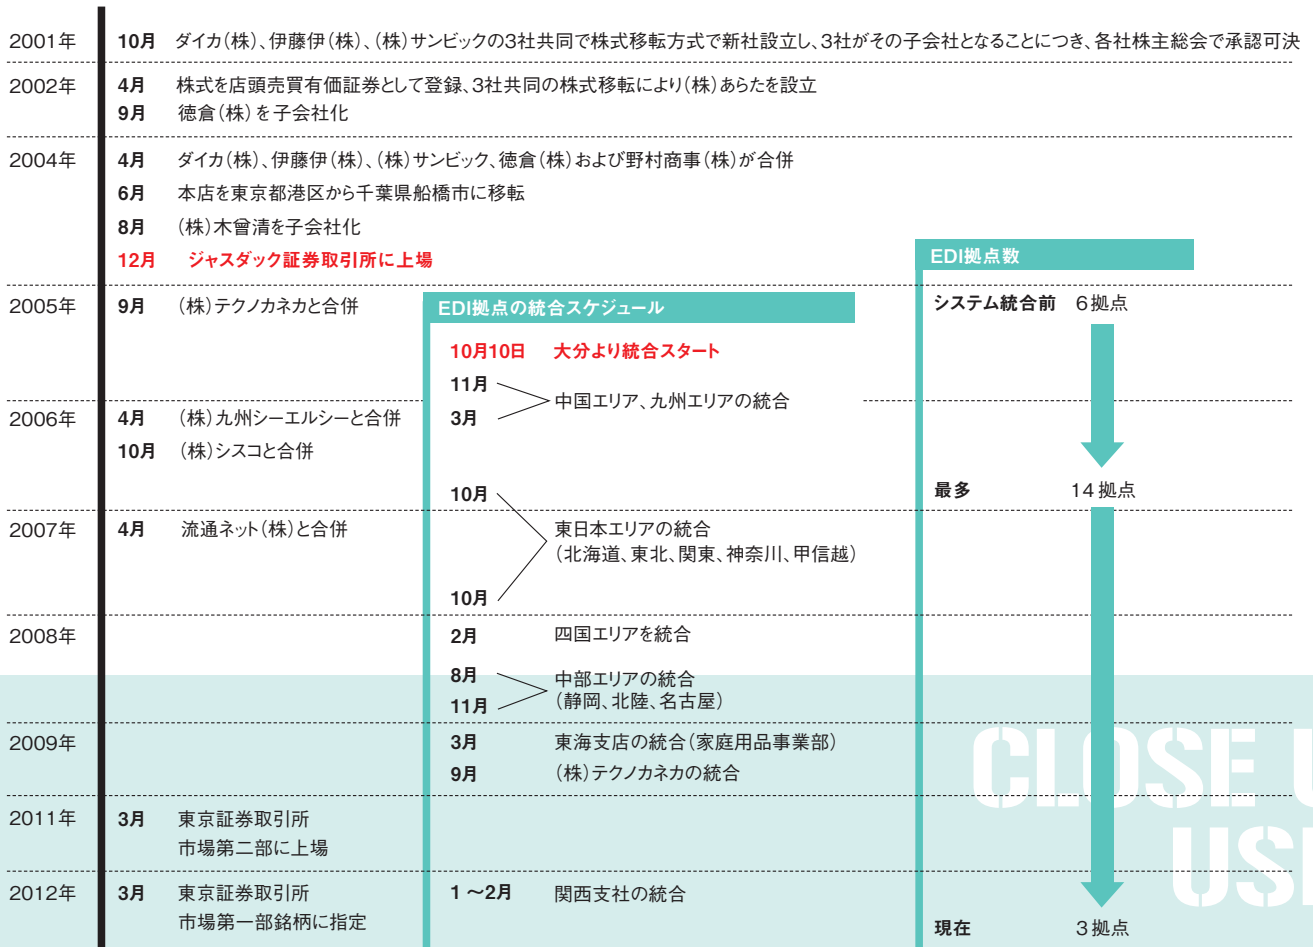 2001年 10月 ダイカ(株)、伊藤伊(株)、(株)サンビックの3社共同で株式移転方式で新社設立し、3社がその子会社となることにつき、各社株主総会で承認可決
2002年 4月 株式を店頭売買有価証券として登録、3社共同の株式移転により(株)あらたを設立
9月 徳倉(株)を子会社化
2004年 4月 ダイカ(株)、伊藤伊(株)、(株)サンビック、徳倉(株)および野村商事(株)が合併
6月 本店を東京都港区から千葉県船橋市に移転
8月 (株)木曾清を子会社化
12月 ジャスダック証券取引所に上場
2005年 9月 (株)テクノカネカと合併
2006年 4月 (株)九州シーエルシーと合併
10月 (株)シスコと合併
2007年 4月 流通ネット(株)と合併
2008年
2009年
2011年 3月 東京証券取引所
市場第二部に上場
2012年 3月 東京証券取引所
市場第一部銘柄に指定
EDI拠点の統合スケジュール
10月10日 大分より統合スタート
11月
3月
中国エリア、九州エリアの統合
10月
東日本エリアの統合
(北海道、東北、関東、神奈川、甲信越)
10月
2月 四国エリアを統合
8月
11月
中部エリアの統合
(静岡、北陸、名古屋)
3月 東海支店の統合(家庭用品事業部)
9月 (株)テクノカネカの統合
1〜2月 関西支社の統合
EDI拠点数
システム統合前 6拠点
最多 14拠点
現在 3拠点
CLOSE U
USE